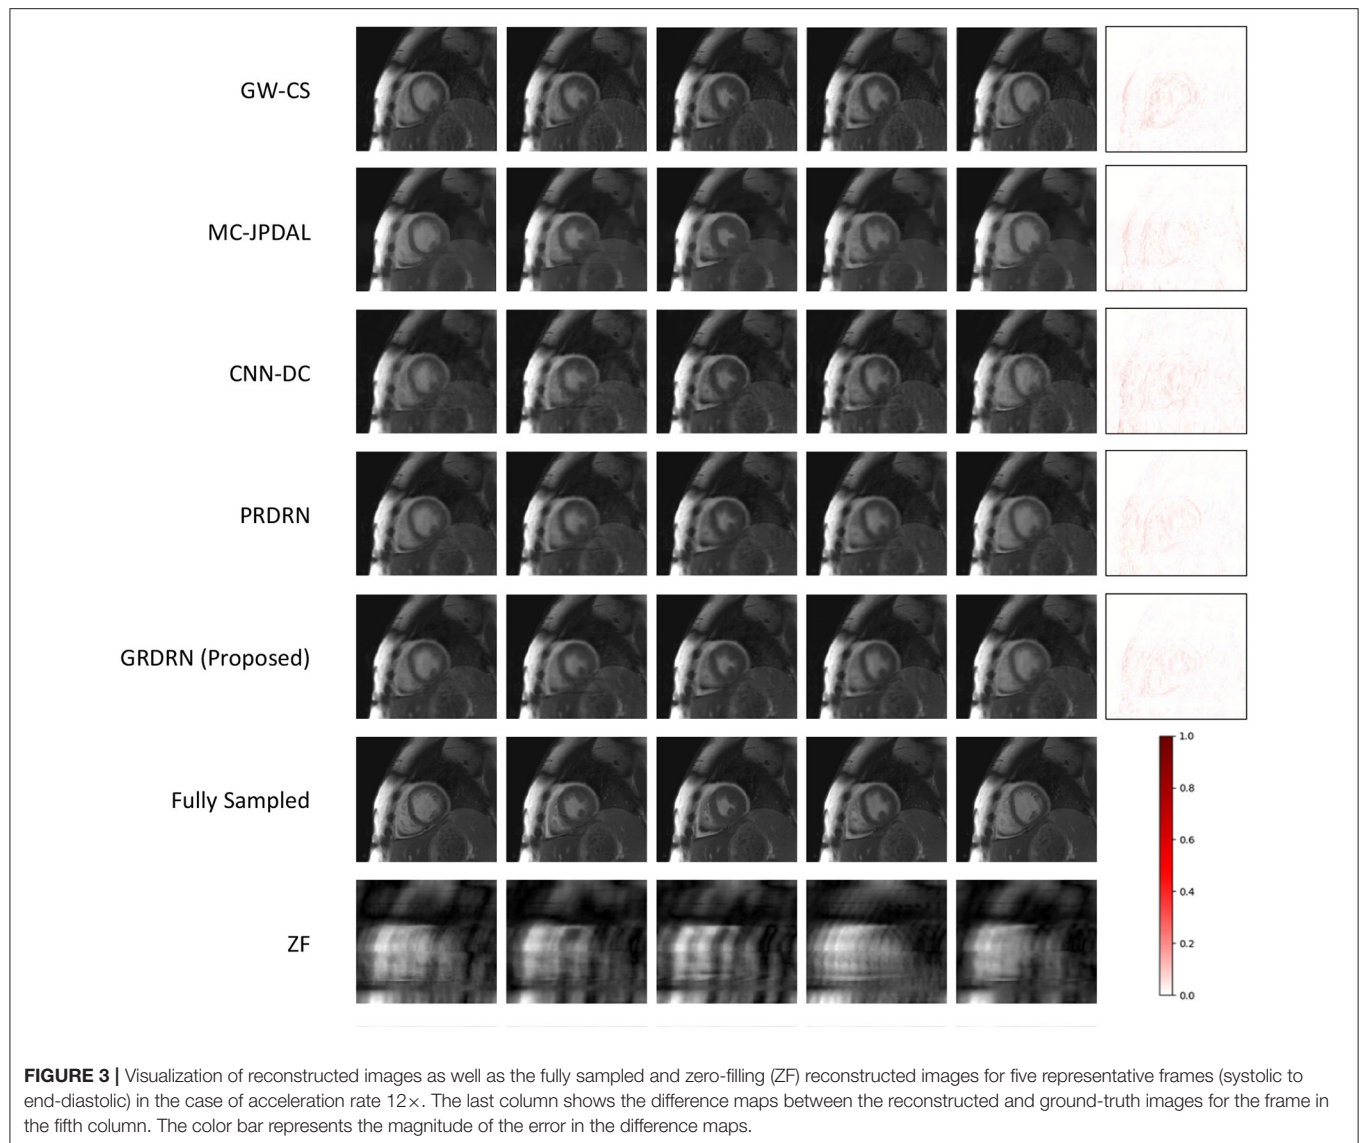 GW-CS
MC-JPDAL
CNN-DC
PRDRN
GRDRN (Proposed)
Fully Sampled
1.0
0.8
0.6
0.4
0.2
0.0
ZF
FIGURE 3 | Visualization of reconstructed images as well as the fully sampled and zero-filling (ZF) reconstructed images for five representative frames (systolic to
end-diastolic) in the case of acceleration rate 12×. The last column shows the difference maps between the reconstructed and ground-truth images for the frame in
the fifth column. The color bar represents the magnitude of the error in the difference maps.